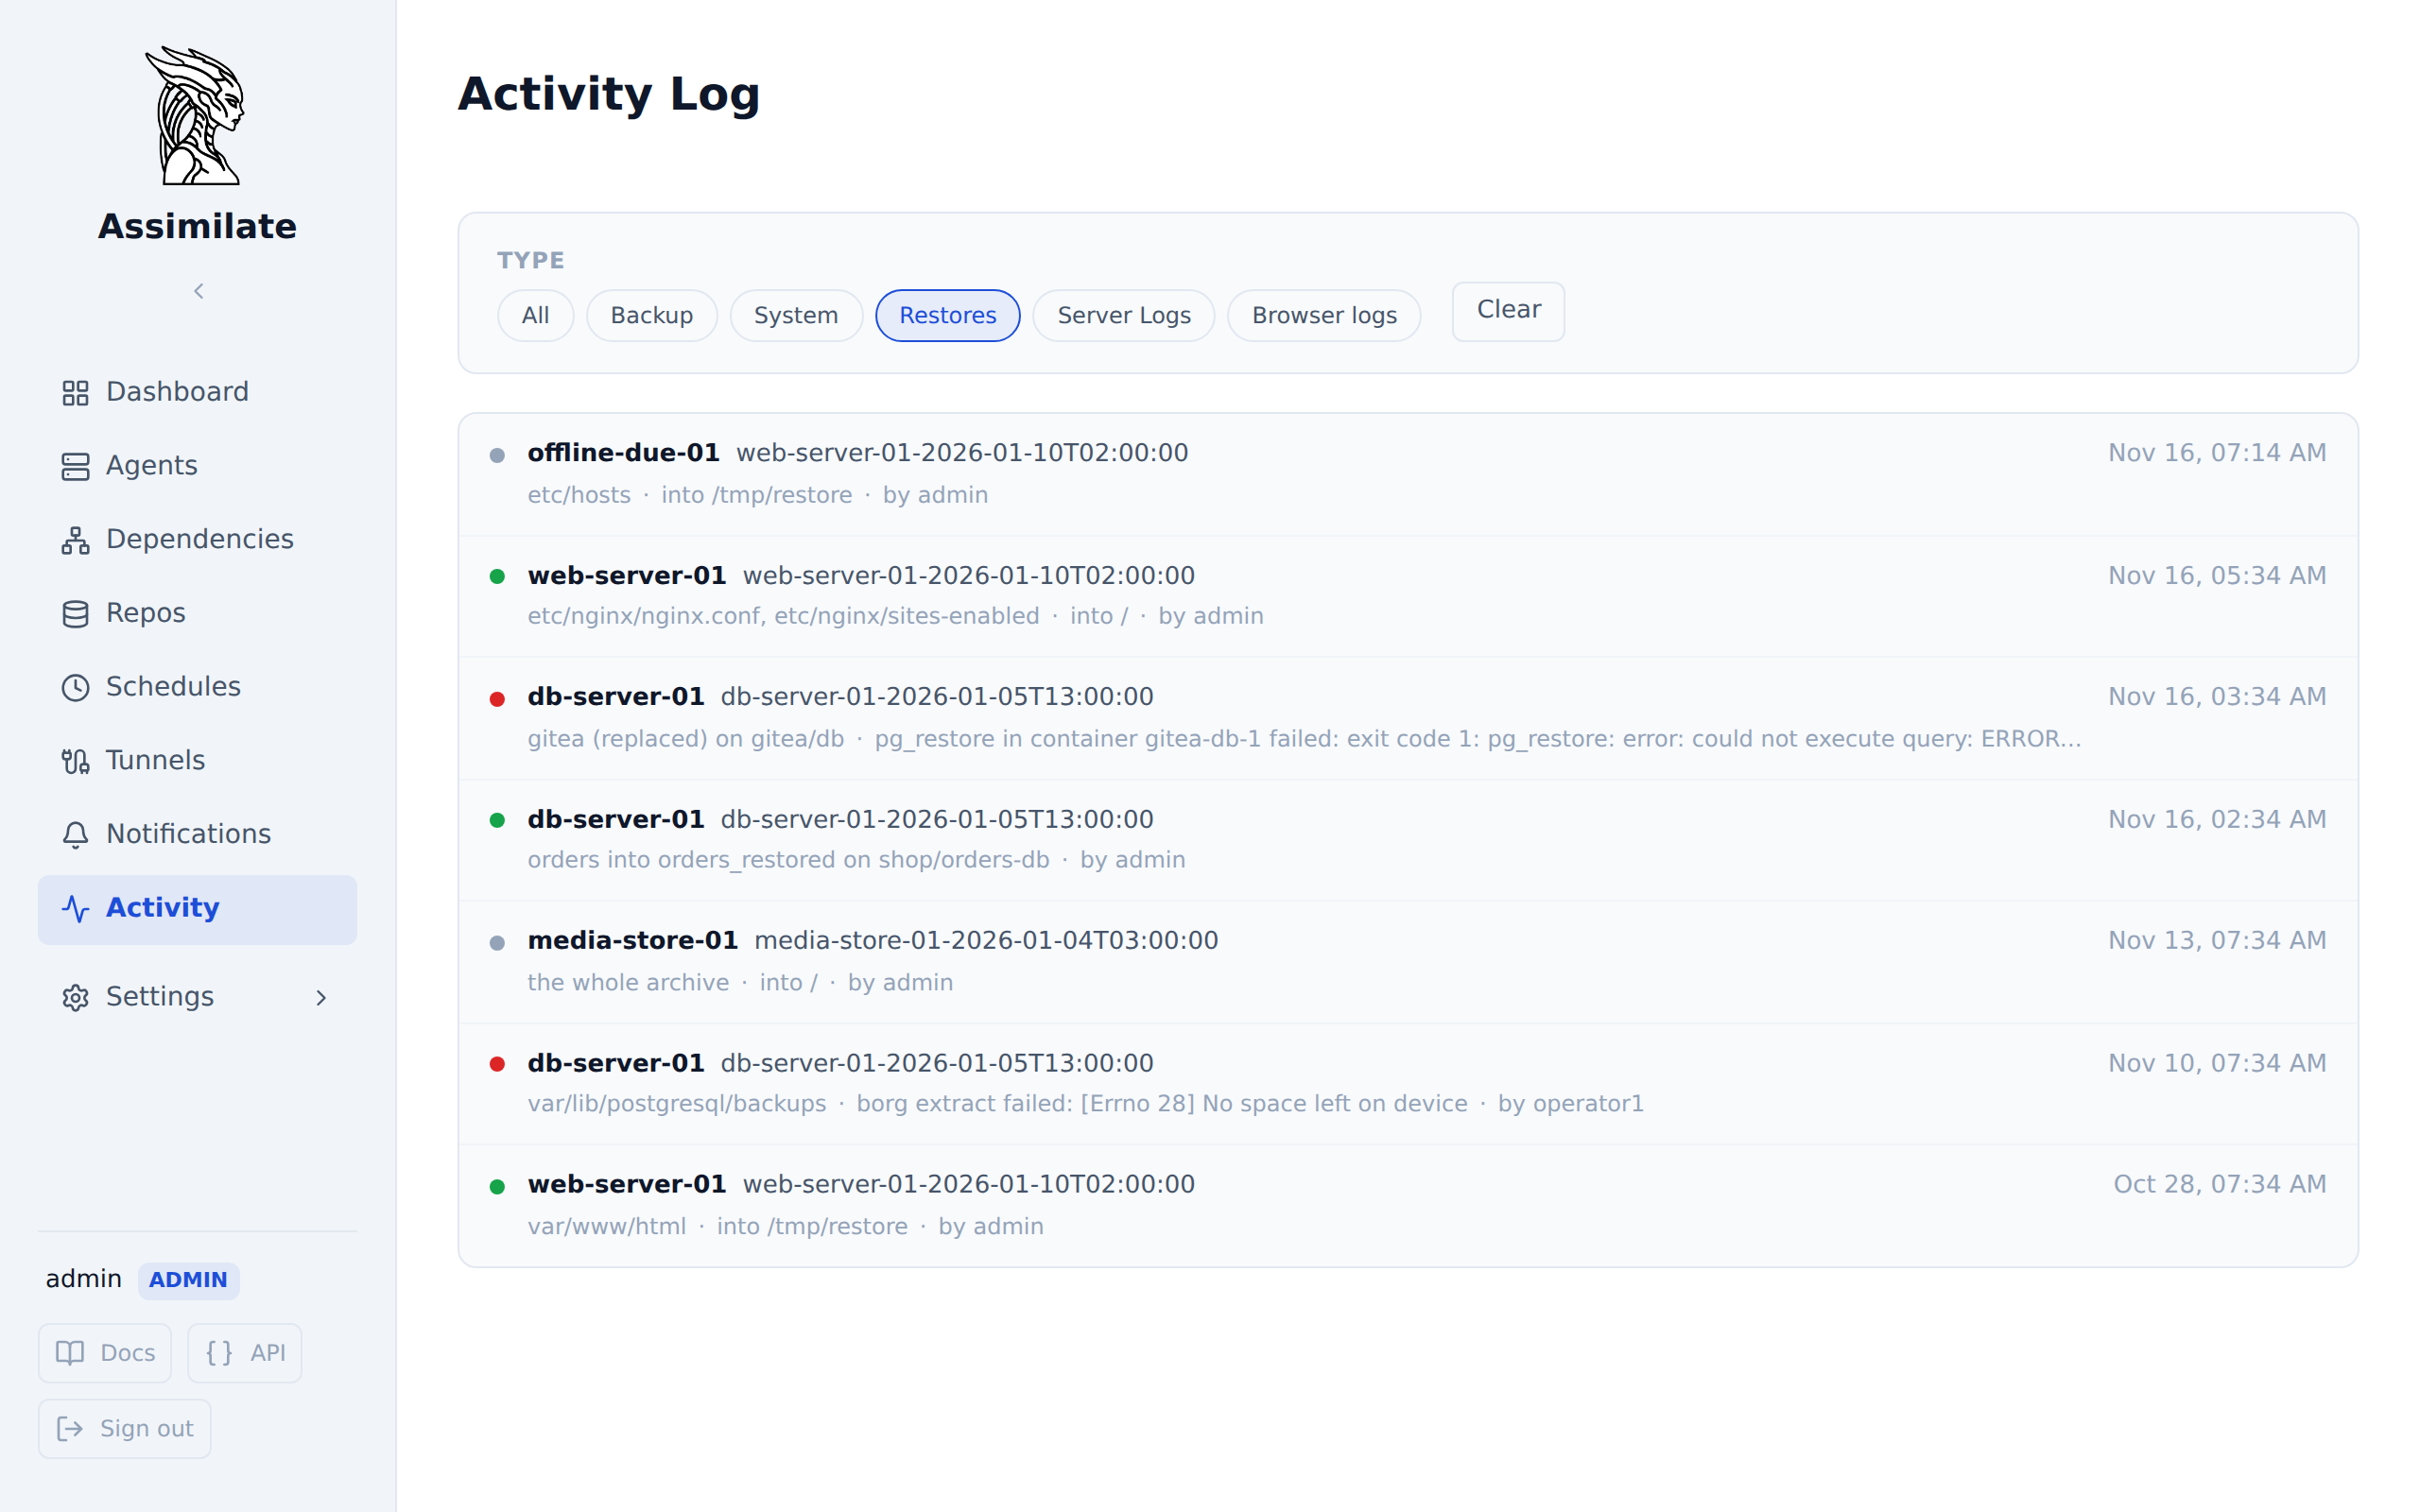 Assimilate
Dashboard
Agents
Dependencies
Repos
Schedules
Tunnels
Notifications
Activity
Settings
admin ADMIN
Docs API
Sign out
Activity Log
TYPE
All Backup System Restores Server Logs Browser logs Clear
offline-due-01 web-server-01-2026-01-10T02:00:00 Nov 16, 07:14 AM
etc/hosts · into /tmp/restore · by admin
web-server-01 web-server-01-2026-01-10T02:00:00 Nov 16, 05:34 AM
etc/nginx/nginx.conf, etc/nginx/sites-enabled · into / · by admin
db-server-01 db-server-01-2026-01-05T13:00:00 Nov 16, 03:34 AM
gitea (replaced) on gitea/db · pg_restore in container gitea-db-1 failed: exit code 1: pg_restore: error: could not execute query: ERROR...
db-server-01 db-server-01-2026-01-05T13:00:00 Nov 16, 02:34 AM
orders into orders_restored on shop/orders-db · by admin
media-store-01 media-store-01-2026-01-04T03:00:00 Nov 13, 07:34 AM
the whole archive · into / · by admin
db-server-01 db-server-01-2026-01-05T13:00:00 Nov 10, 07:34 AM
var/lib/postgresql/backups · borg extract failed: [Errno 28] No space left on device · by operator1
web-server-01 web-server-01-2026-01-10T02:00:00 Oct 28, 07:34 AM
var/www/html · into /tmp/restore · by admin